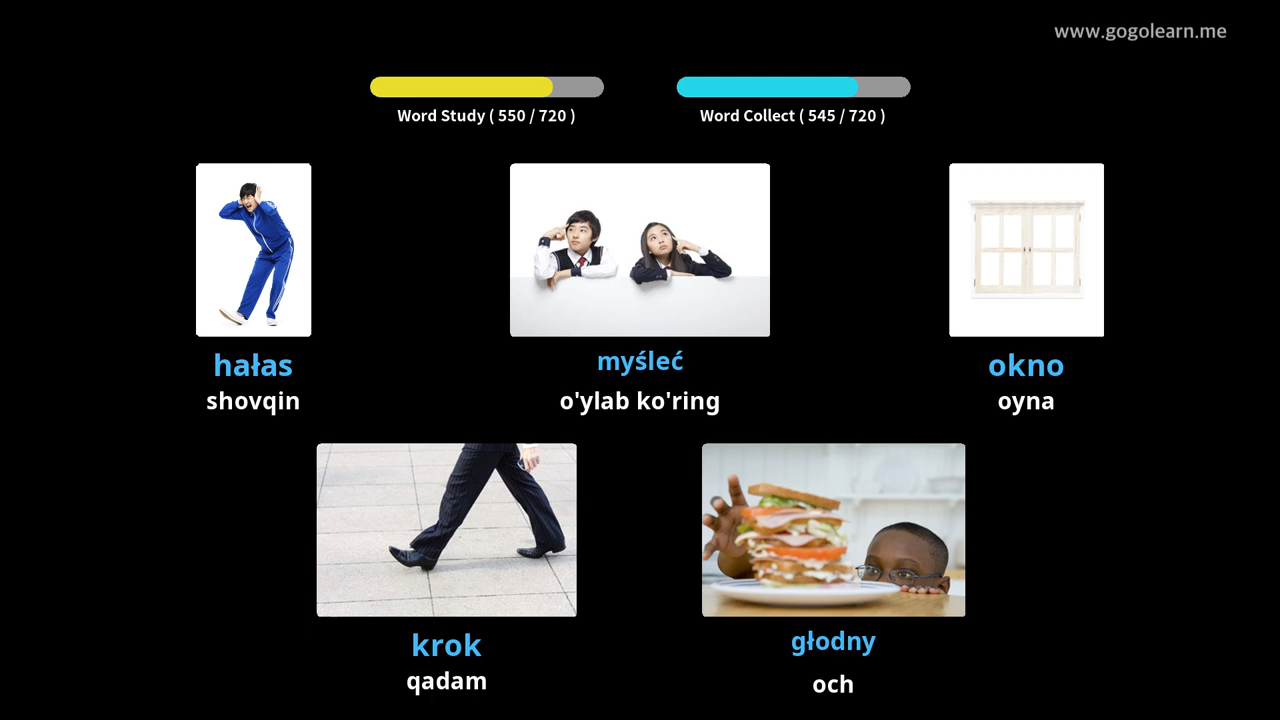 www.gogolearn.me
Word Study ( 550 / 720 )
Word Collect ( 545 / 720 )
hałas
shovqin
myśleć
o'ylab ko'ring
okno
oyna
krok
qadam
głodny
och